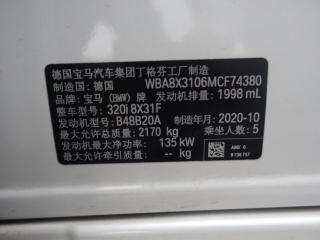 德国宝马汽车集团丁格芬工厂制造
制造国：德国 WBA8X3106MCF74380
品牌：宝马 (BMW) 牌 发动机排量：1998 mL
整车型号：320i 8X31F
发动机型号：B48B20A 制造年月：2020-10
最大允许总质量：2170 kg 乘坐人数：5
发动机最大净功率：135 kW
最大允许牵引质量：-- kg